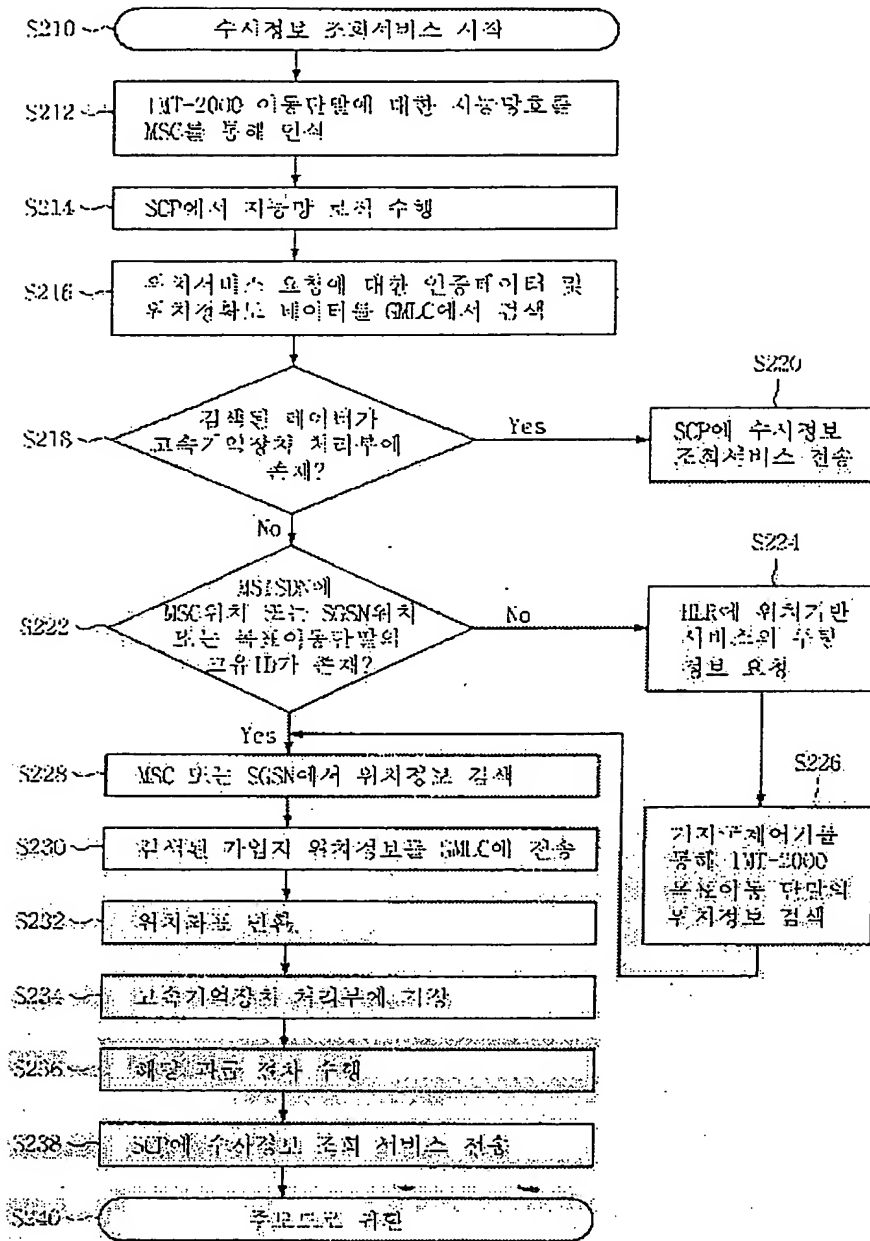 S210
수시정보 조회서비스 시작
S212
IMT-2000 이동단말에 대한 지능망호를
MSC를 통해 인식
S214
SCP에서 지능망 로직 수행
S216
위치서비스 요청에 대한 인증데이터 및
위치정확도 데이터를 GMLC에서 검색
S218
검색된 데이터가
고속기억장치 처리부에
존재?
Yes
S220
SCP에 수시정보
조회서비스 전송
No
S222
MSISDN에
MSC위치 또는 SGSN위치
또는 목표이동단말의
고유ID가 존재?
No
S224
HLR에 위치기반
서비스의
정보 요청
Yes
S226
기지국제어기를
통해 IMT-2000
목표이동 단말의
위치정보 검색
S228
MSC 또는 SGSN에서 위치정보 검색
S230
검색된 가입자 위치정보를 GMLC에 전송
S232
위치좌표 변환
S234
고속기억장치 처리부에 저장
S236
해당 과금 절차 수행
S238
SCP에 수시정보 조회 서비스 전송
S240